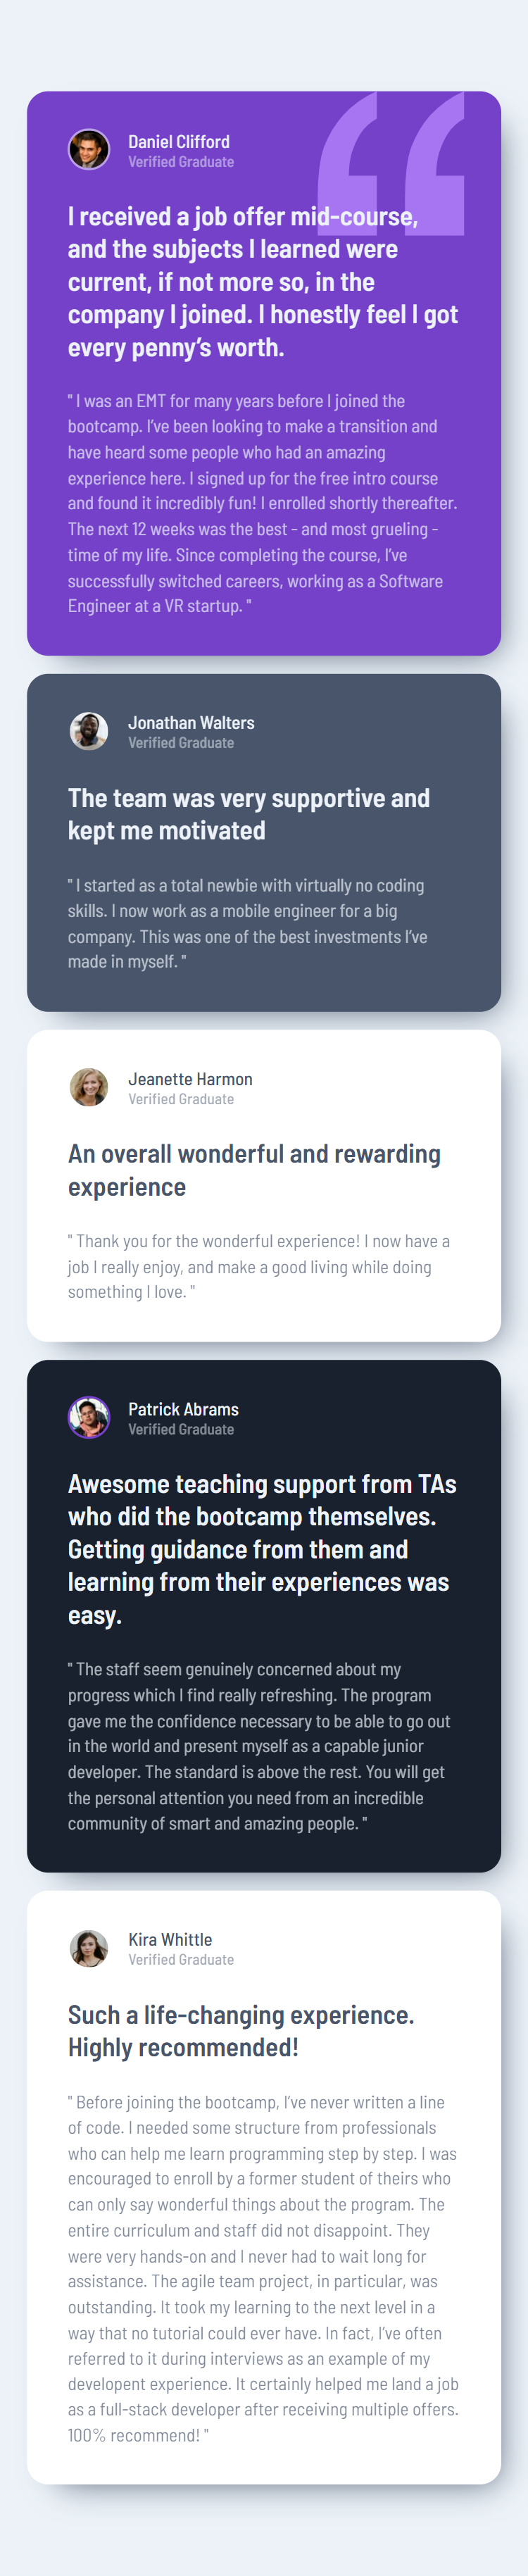 Daniel Clifford
Verified Graduate
I received a job offer mid-course,
and the subjects I learned were
current, if not more so, in the
company I joined. I honestly feel I got
every penny’s worth.
" I was an EMT for many years before I joined the
bootcamp. I’ve been looking to make a transition and
have heard some people who had an amazing
experience here. I signed up for the free intro course
and found it incredibly fun! I enrolled shortly thereafter.
The next 12 weeks was the best - and most grueling -
time of my life. Since completing the course, I’ve
successfully switched careers, working as a Software
Engineer at a VR startup. "
Jonathan Walters
Verified Graduate
The team was very supportive and
kept me motivated
" I started as a total newbie with virtually no coding
skills. I now work as a mobile engineer for a big
company. This was one of the best investments I’ve
made in myself. "
Jeanette Harmon
Verified Graduate
An overall wonderful and rewarding
experience
" Thank you for the wonderful experience! I now have a
job I really enjoy, and make a good living while doing
something I love. "
Patrick Abrams
Verified Graduate
Awesome teaching support from TAs
who did the bootcamp themselves.
Getting guidance from them and
learning from their experiences was
easy.
" The staff seem genuinely concerned about my
progress which I find really refreshing. The program
gave me the confidence necessary to be able to go out
in the world and present myself as a capable junior
developer. The standard is above the rest. You will get
the personal attention you need from an incredible
community of smart and amazing people. "
Kira Whittle
Verified Graduate
Such a life-changing experience.
Highly recommended!
" Before joining the bootcamp, I’ve never written a line
of code. I needed some structure from professionals
who can help me learn programming step by step. I was
encouraged to enroll by a former student of theirs who
can only say wonderful things about the program. The
entire curriculum and staff did not disappoint. They
were very hands-on and I never had to wait long for
assistance. The agile team project, in particular, was
outstanding. It took my learning to the next level in a
way that no tutorial could ever have. In fact, I’ve often
referred to it during interviews as an example of my
developent experience. It certainly helped me land a job
as a full-stack developer after receiving multiple offers.
100% recommend! "